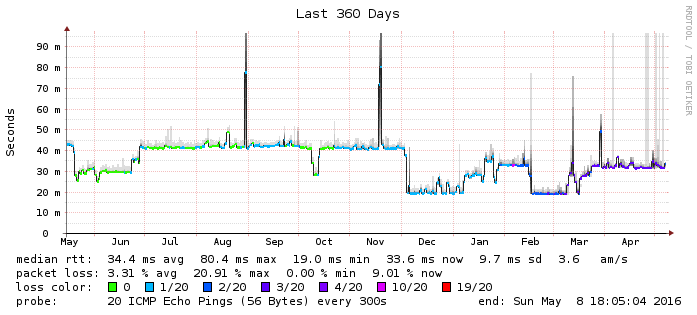 Last 360 Days
RRDTOOL / TOBI OETIKER
Seconds
90 m
80 m
70 m
60 m
50 m
40 m
30 m
20 m
10 m
0
May Jun Jul Aug Sep Oct Nov Dec Jan Feb Mar Apr
median rtt: 34.4 ms avg 80.4 ms max 19.0 ms min 33.6 ms now 9.7 ms sd 3.6 am/s
packet loss: 3.31 % avg 20.91 % max 0.00 % min 9.01 % now
loss color: 0 1/20 2/20 3/20 4/20 10/20 19/20
probe: 20 ICMP Echo Pings (56 Bytes) every 300s end: Sun May 8 18:05:04 2016